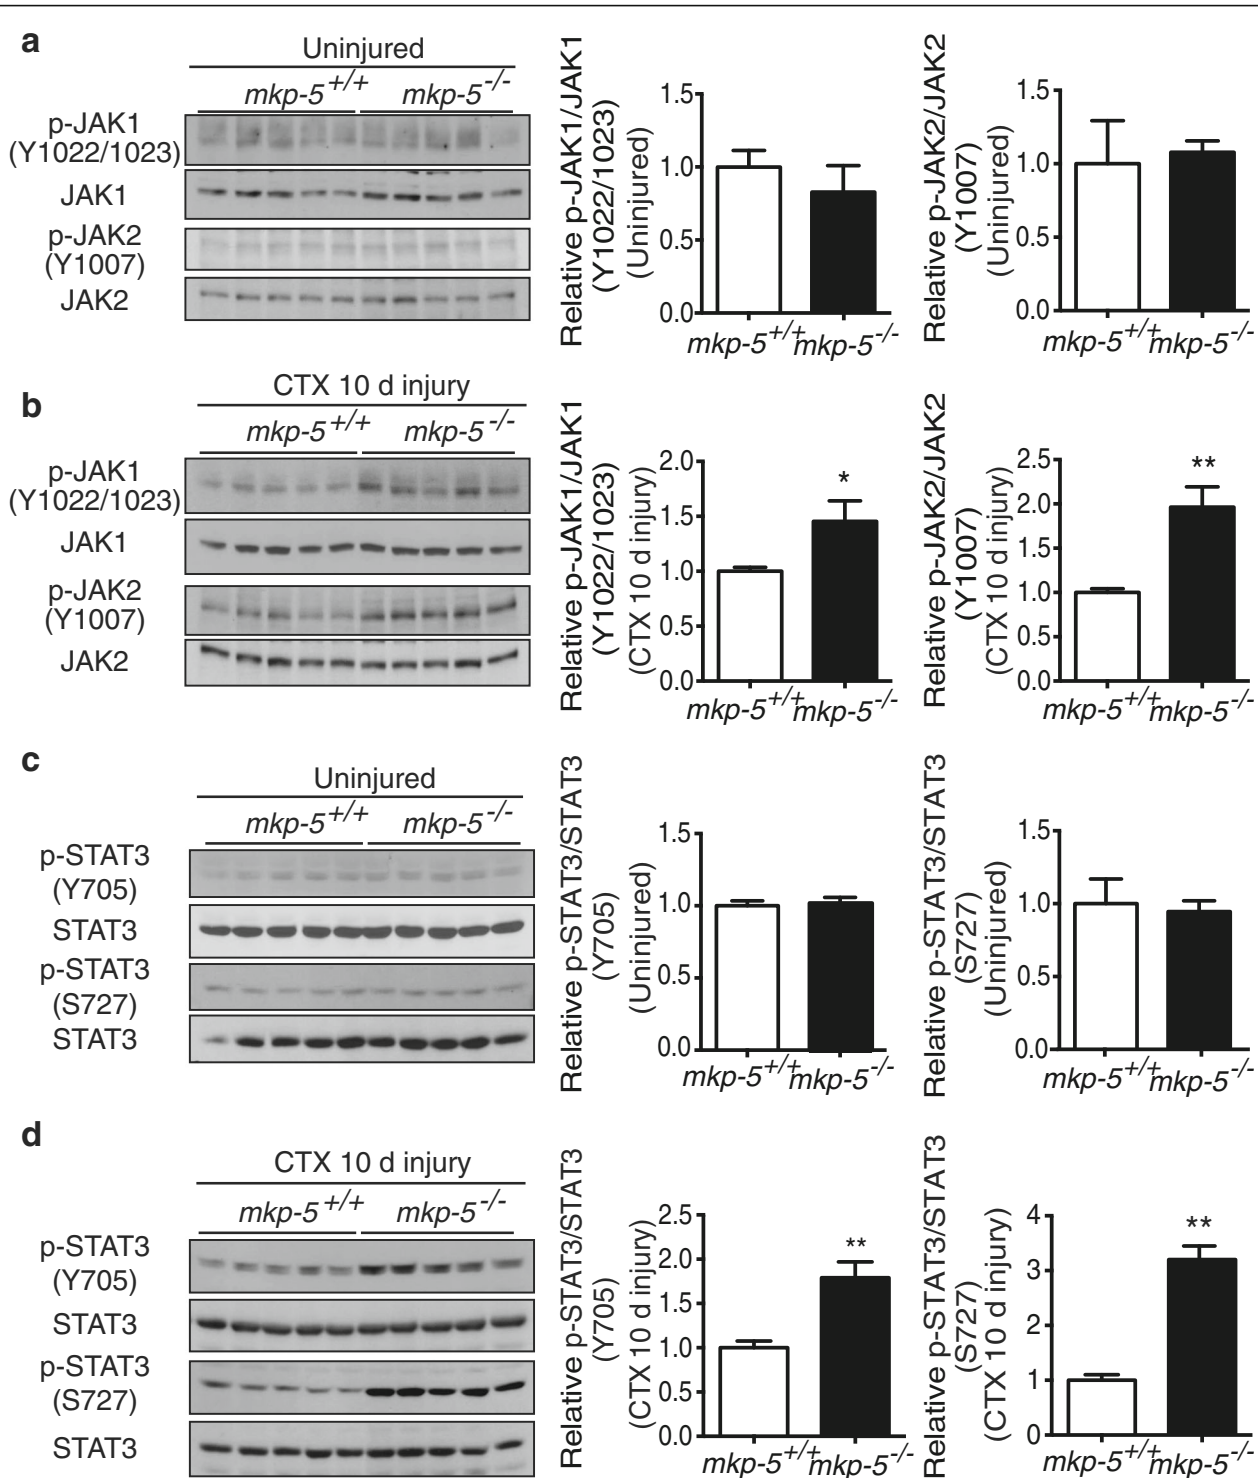 a
Uninjured
mkp-5+/+ mkp-5-/-
p-JAK1
(Y1022/1023)
JAK1
p-JAK2
(Y1007)
JAK2
Relative p-JAK1/JAK1
(Y1022/1023)
(Uninjured)
1.5
1.0
0.5
0.0
mkp-5+/+ mkp-5-/-
Relative p-JAK2/JAK2
(Y1007)
(Uninjured)
1.5
1.0
0.5
0.0
mkp-5+/+ mkp-5-/-
b
CTX 10 d injury
mkp-5+/+ mkp-5-/-
p-JAK1
(Y1022/1023)
JAK1
p-JAK2
(Y1007)
JAK2
Relative p-JAK1/JAK1
(Y1022/1023)
(CTX 10 d injury)
2.0
1.5
1.0
0.5
0.0
*
mkp-5+/+ mkp-5-/-
Relative p-JAK2/JAK2
(Y1007)
(CTX 10 d injury)
2.5
2.0
1.5
1.0
0.5
0.0
**
mkp-5+/+ mkp-5-/-
c
Uninjured
mkp-5+/+ mkp-5-/-
p-STAT3
(Y705)
STAT3
p-STAT3
(S727)
STAT3
Relative p-STAT3/STAT3
(Y705)
(Uninjured)
1.5
1.0
0.5
0.0
mkp-5+/+ mkp-5-/-
Relative p-STAT3/STAT3
(S727)
(Uninjured)
1.5
1.0
0.5
0.0
mkp-5+/+ mkp-5-/-
d
CTX 10 d injury
mkp-5+/+ mkp-5-/-
p-STAT3
(Y705)
STAT3
p-STAT3
(S727)
STAT3
Relative p-STAT3/STAT3
(Y705)
(CTX 10 d injury)
2.5
2.0
1.5
1.0
0.5
0.0
**
mkp-5+/+ mkp-5-/-
Relative p-STAT3/STAT3
(S727)
(CTX 10 d injury)
4
3
2
1
0
**
mkp-5+/+ mkp-5-/-